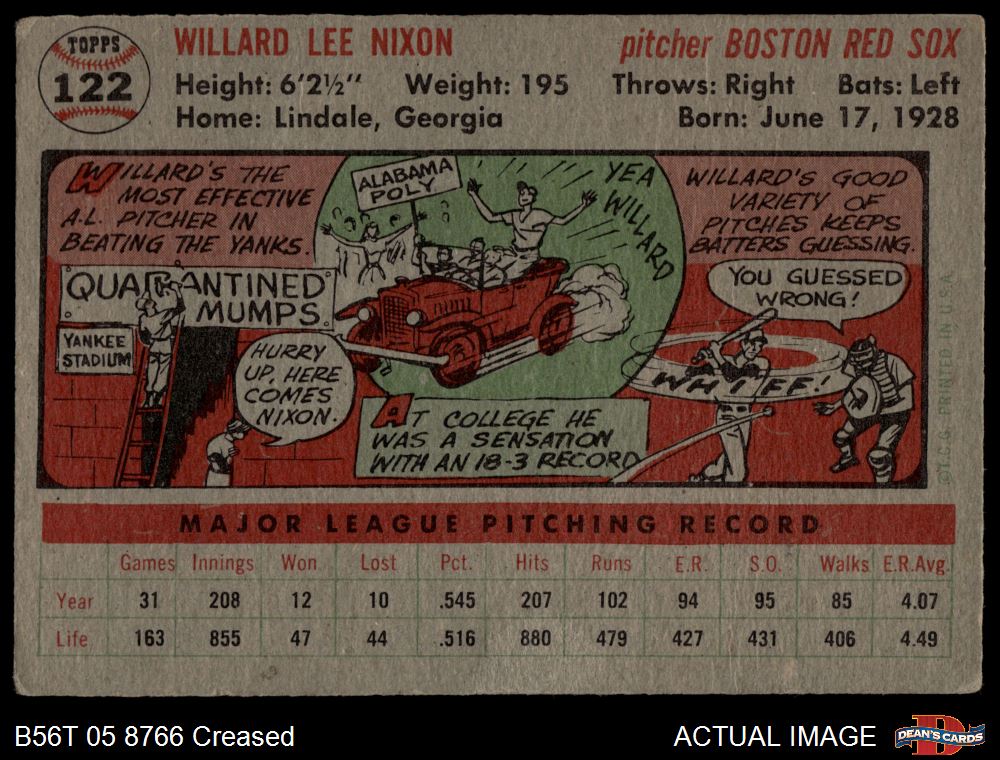 TOPPS
122
WILLARD LEE NIXON
pitcher BOSTON RED SOX
Height: 6'2½" Weight: 195 Throws: Right Bats: Left
Home: Lindale, Georgia Born: June 17, 1928
WILLARD'S THE
MOST EFFECTIVE
A.L. PITCHER IN
BEATING THE YANKS.
QUARANTINED
MUMPS
YANKEE
STADIUM
HURRY
UP, HERE
COMES
NIXON.
ALABAMA
POLY
YEA
WILLARD
AT COLLEGE HE
WAS A SENSATION
WITH AN 18-3 RECORD
WILLARD'S GOOD
VARIETY OF
PITCHES KEEPS
BATTERS GUESSING.
YOU GUESSED
WRONG!
WHIFF!
©T.C.G. PRINTED IN U.S.A.
MAJOR LEAGUE PITCHING RECORD
Games Innings Won Lost Pct. Hits Runs E.R. S.O. Walks E.R.Avg.
Year 31 208 12 10 .545 207 102 94 95 85 4.07
Life 163 855 47 44 .516 880 479 427 431 406 4.49
B56T 05 8766 Creased
ACTUAL IMAGE
DEAN'S CARDS